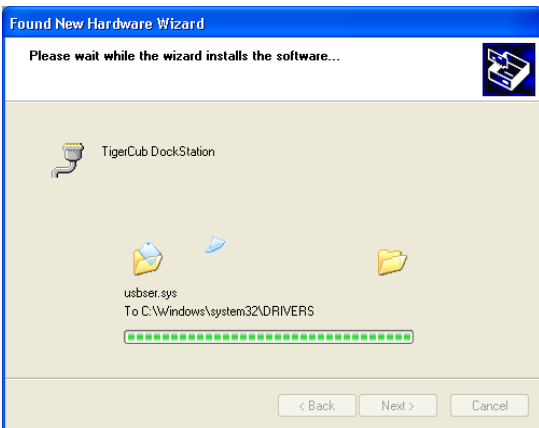 Found New Hardware Wizard
Please wait while the wizard installs the software...
TigerCub DockStation
usbser.sys
To C:\Windows\system32\DRIVERS
< Back Next > Cancel